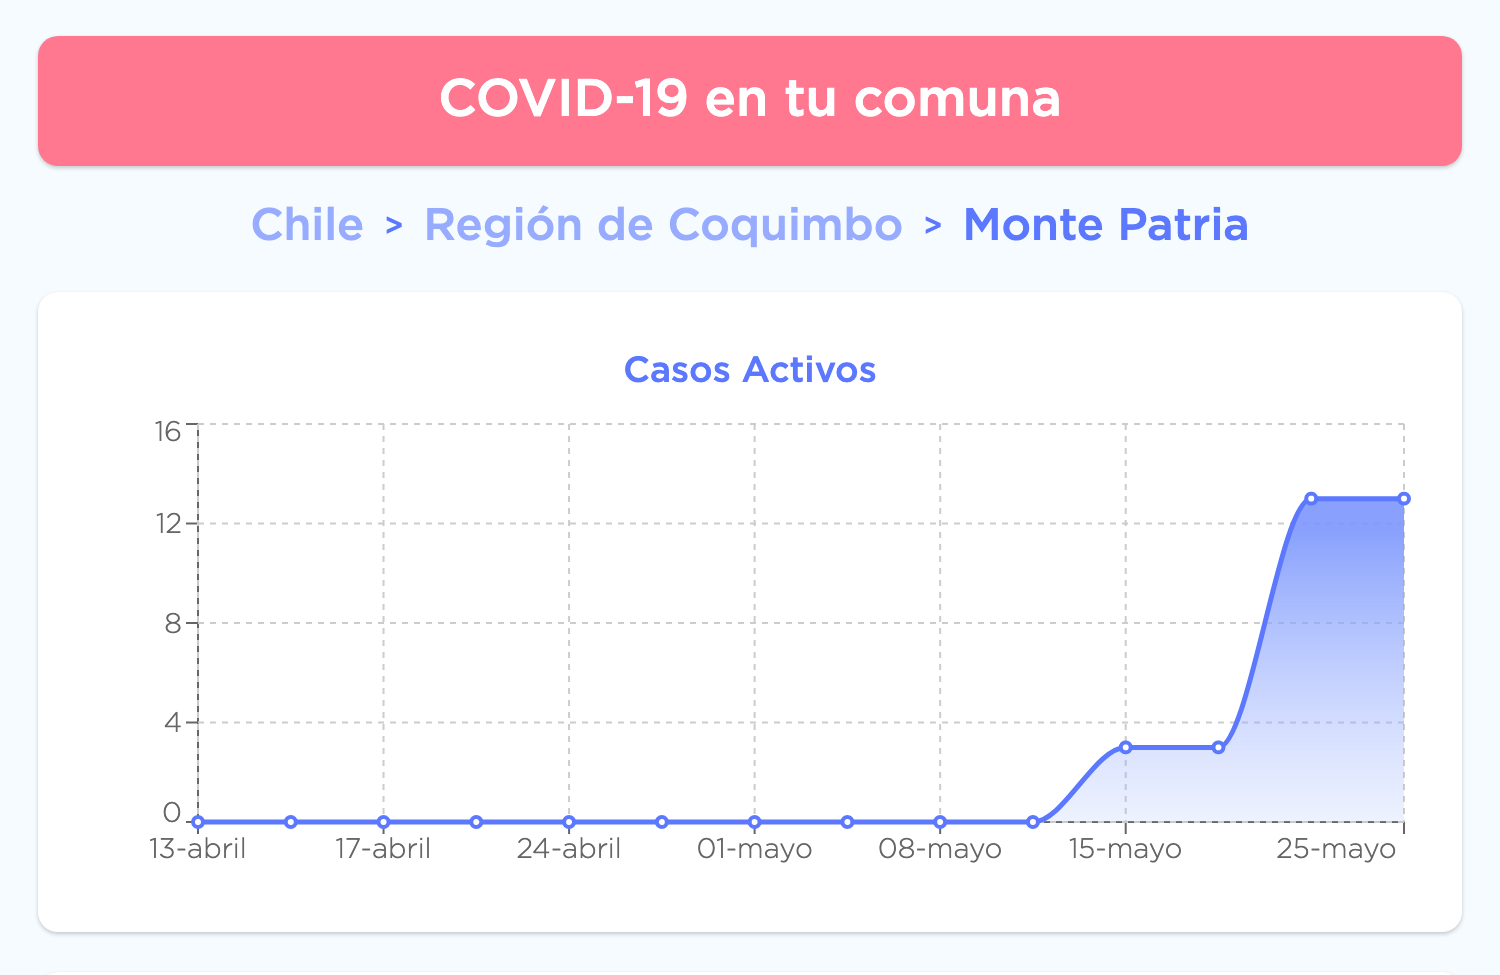 COVID-19 en tu comuna
Chile > Región de Coquimbo > Monte Patria
Casos Activos
16
12
8
4
0
13-abril 17-abril 24-abril 01-mayo 08-mayo 15-mayo 25-mayo